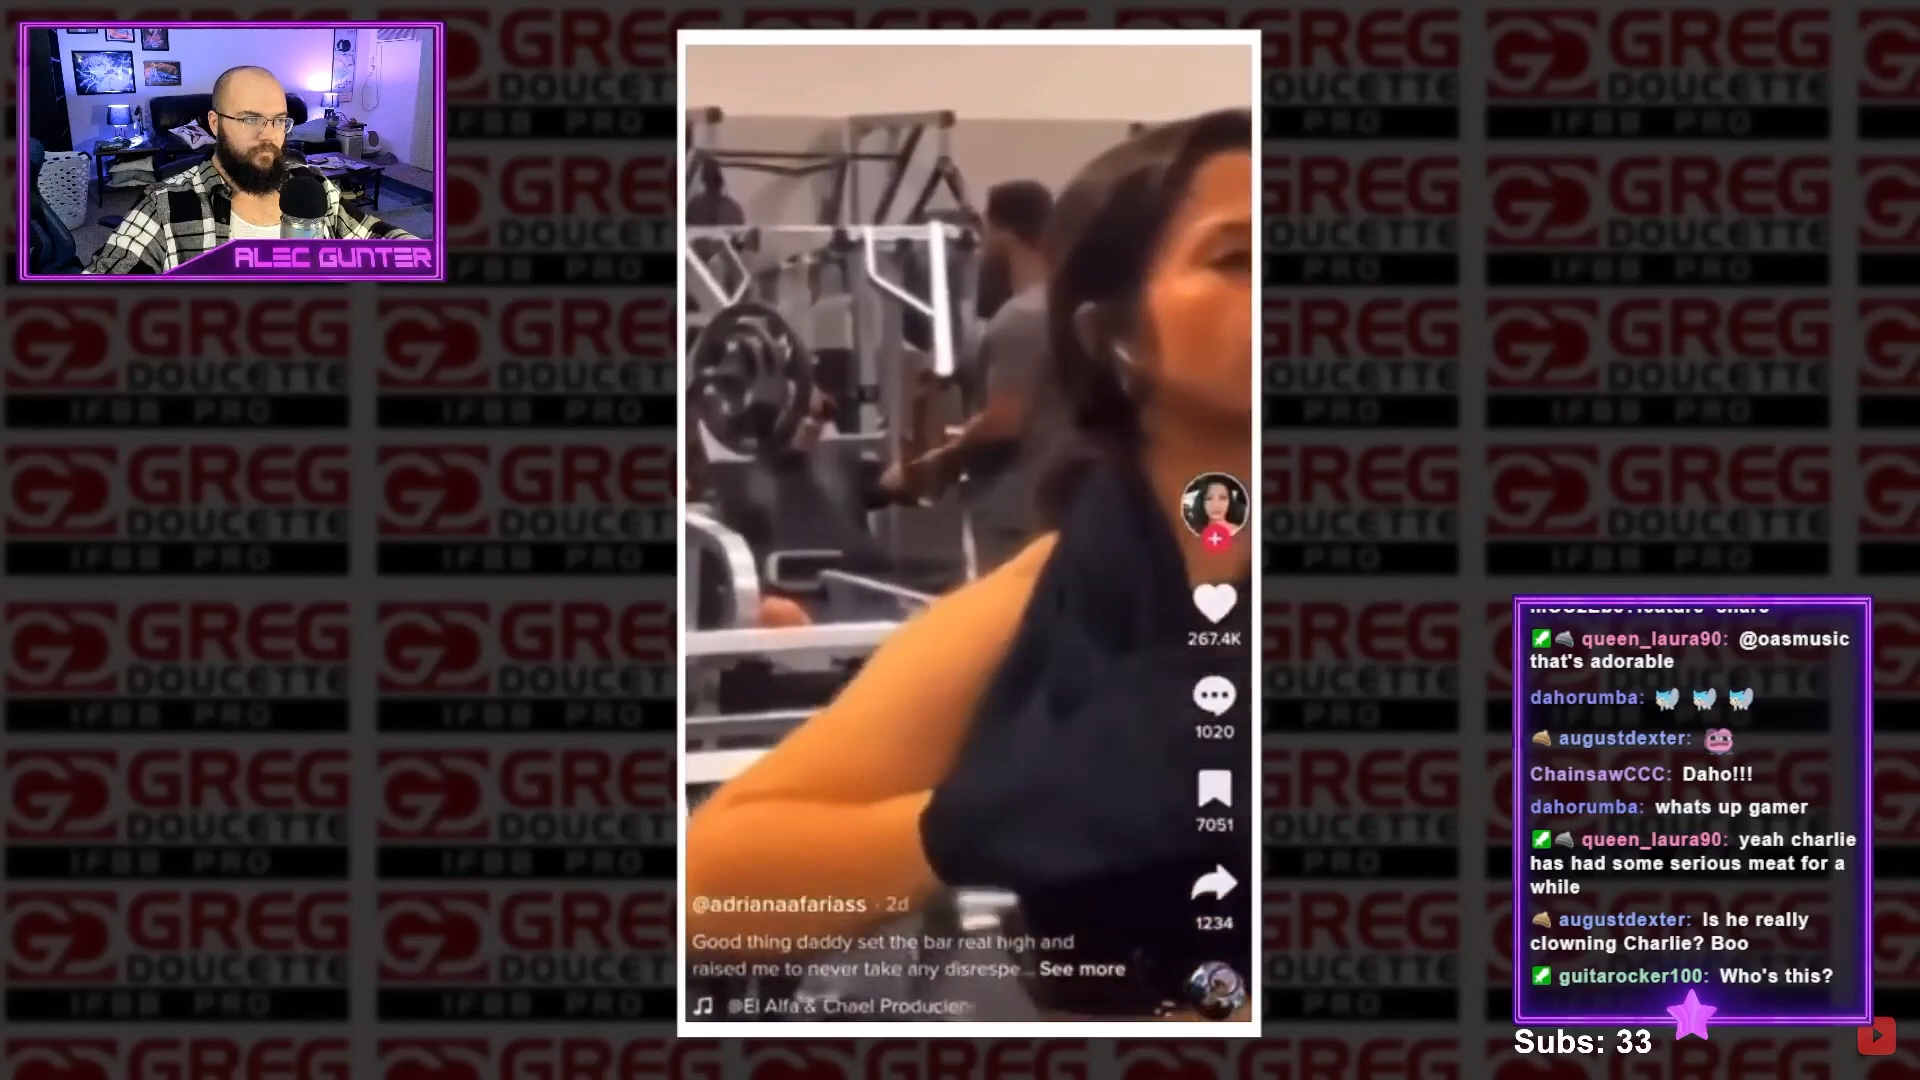 ALEC GUNTER
GREG
DOUCETTE
IFBB PRO
267.4K
1020
7051
1234
@adrianaafariass · 2d
Good thing daddy set the bar real high and
raised me to never take any disrespe... See more
@El Alfa & Chael Producien
queen_laura90: @oasmusic
that's adorable
dahorumba:
augustdexter:
ChainsawCCC: Daho!!!
dahorumba: whats up gamer
queen_laura90: yeah charlie
has had some serious meat for a
while
augustdexter: Is he really
clowning Charlie? Boo
guitarocker100: Who's this?
Subs: 33